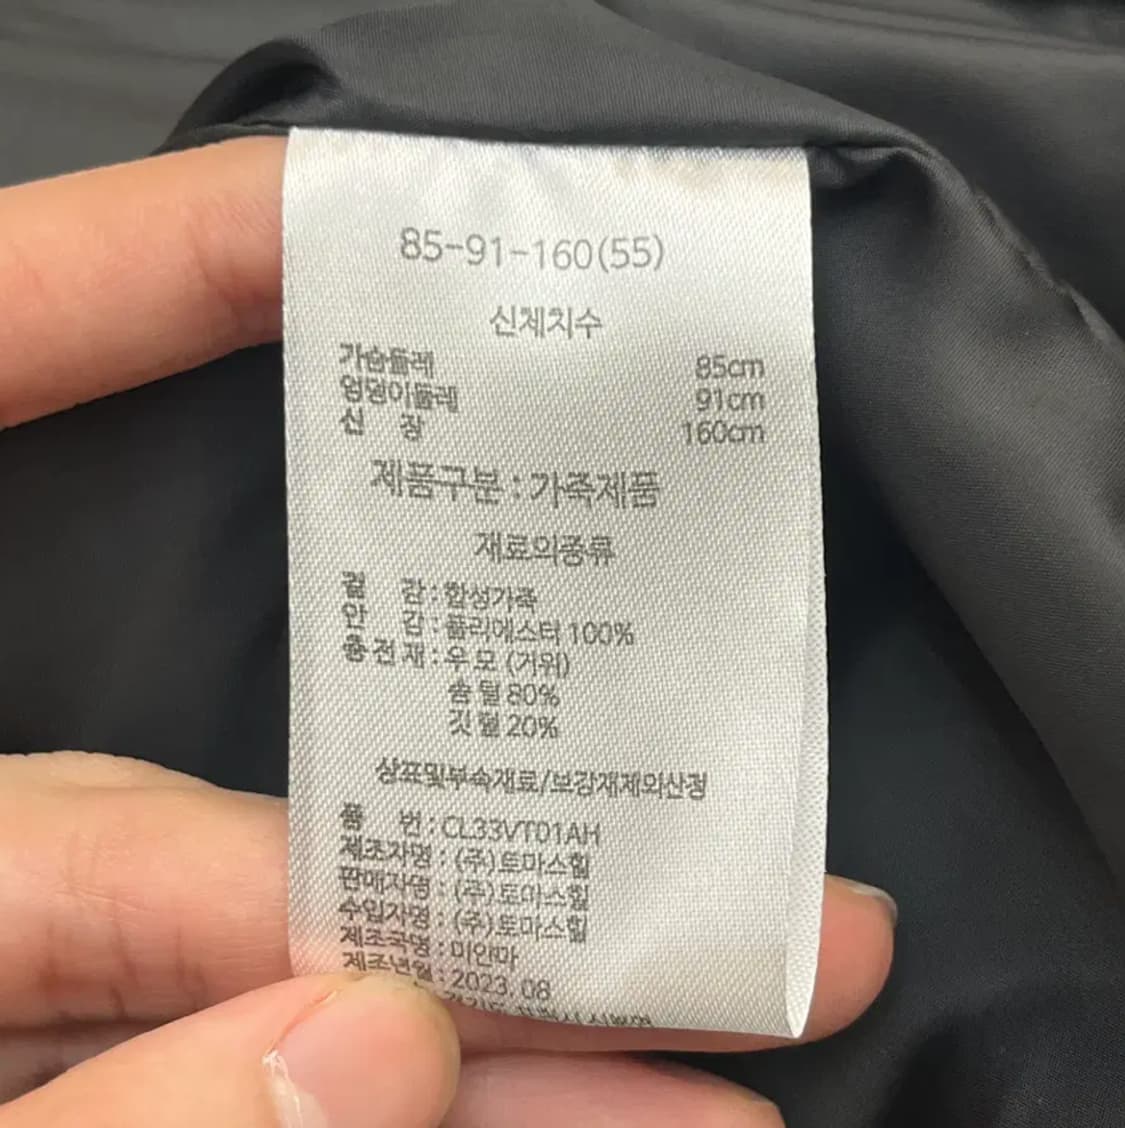 85-91-160(55)
신체치수
가슴둘레 85cm
엉덩이둘레 91cm
신 장 160cm
제품구분 : 가죽제품
재료의종류
겉 감 : 합성가죽
안 감 : 폴리에스터 100%
충전재 : 우모 (거위)
솜털 80%
깃털 20%
상표및부속재료/보강재제외산정
품 번 : CL33VT01AH
제조자명 : (주)토마스힐
판매자명 : (주)토마스힐
수입자명 : (주)토마스힐
제조국명 : 미얀마
제조년월 : 2023. 08